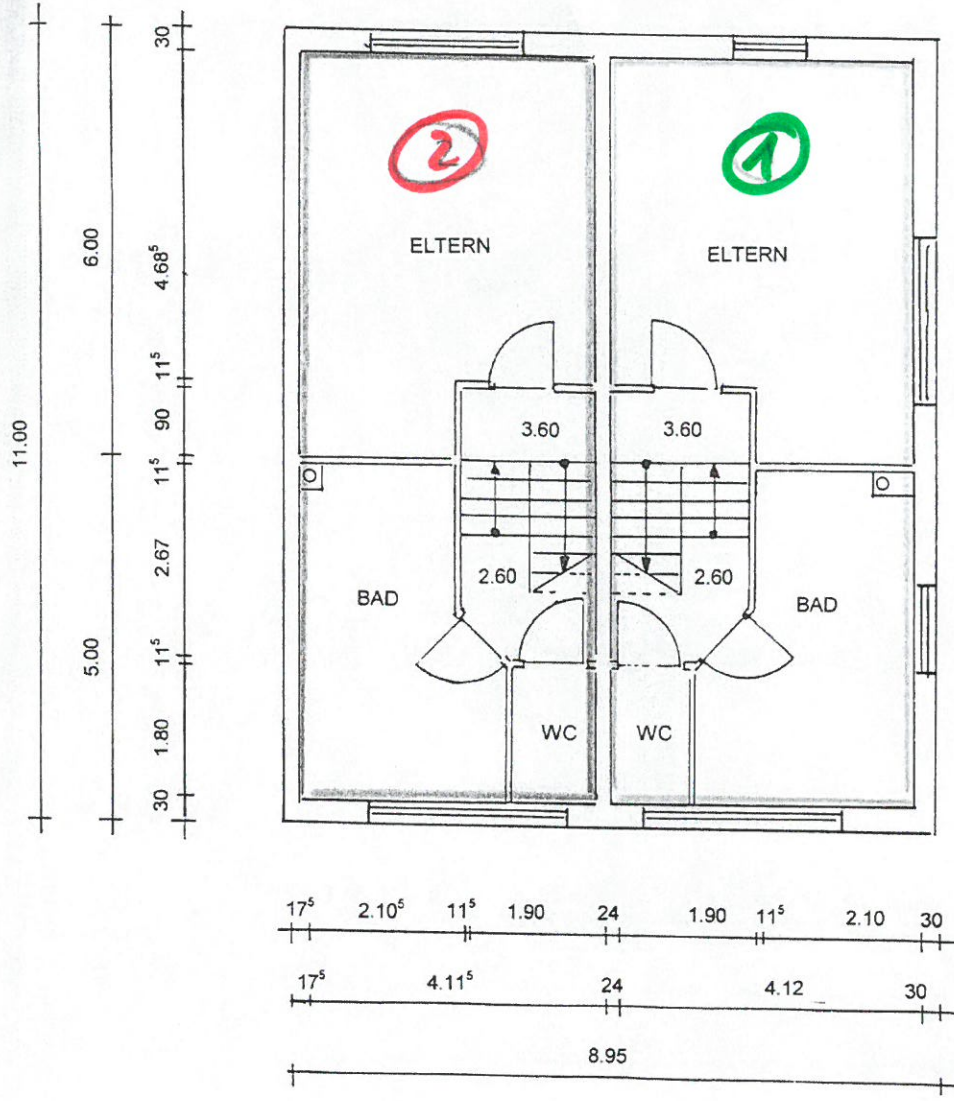 30
2
1
6.00
ELTERN
ELTERN
4.68⁵
11⁵
11.00
90
3.60
3.60
11⁵
2.67
2.60
2.60
BAD
BAD
5.00
11⁵
1.80
WC
WC
30
17⁵ 2.10⁵ 11⁵ 1.90 24 1.90 11⁵ 2.10 30
17⁵ 4.11⁵ 24 4.12 30
8.95